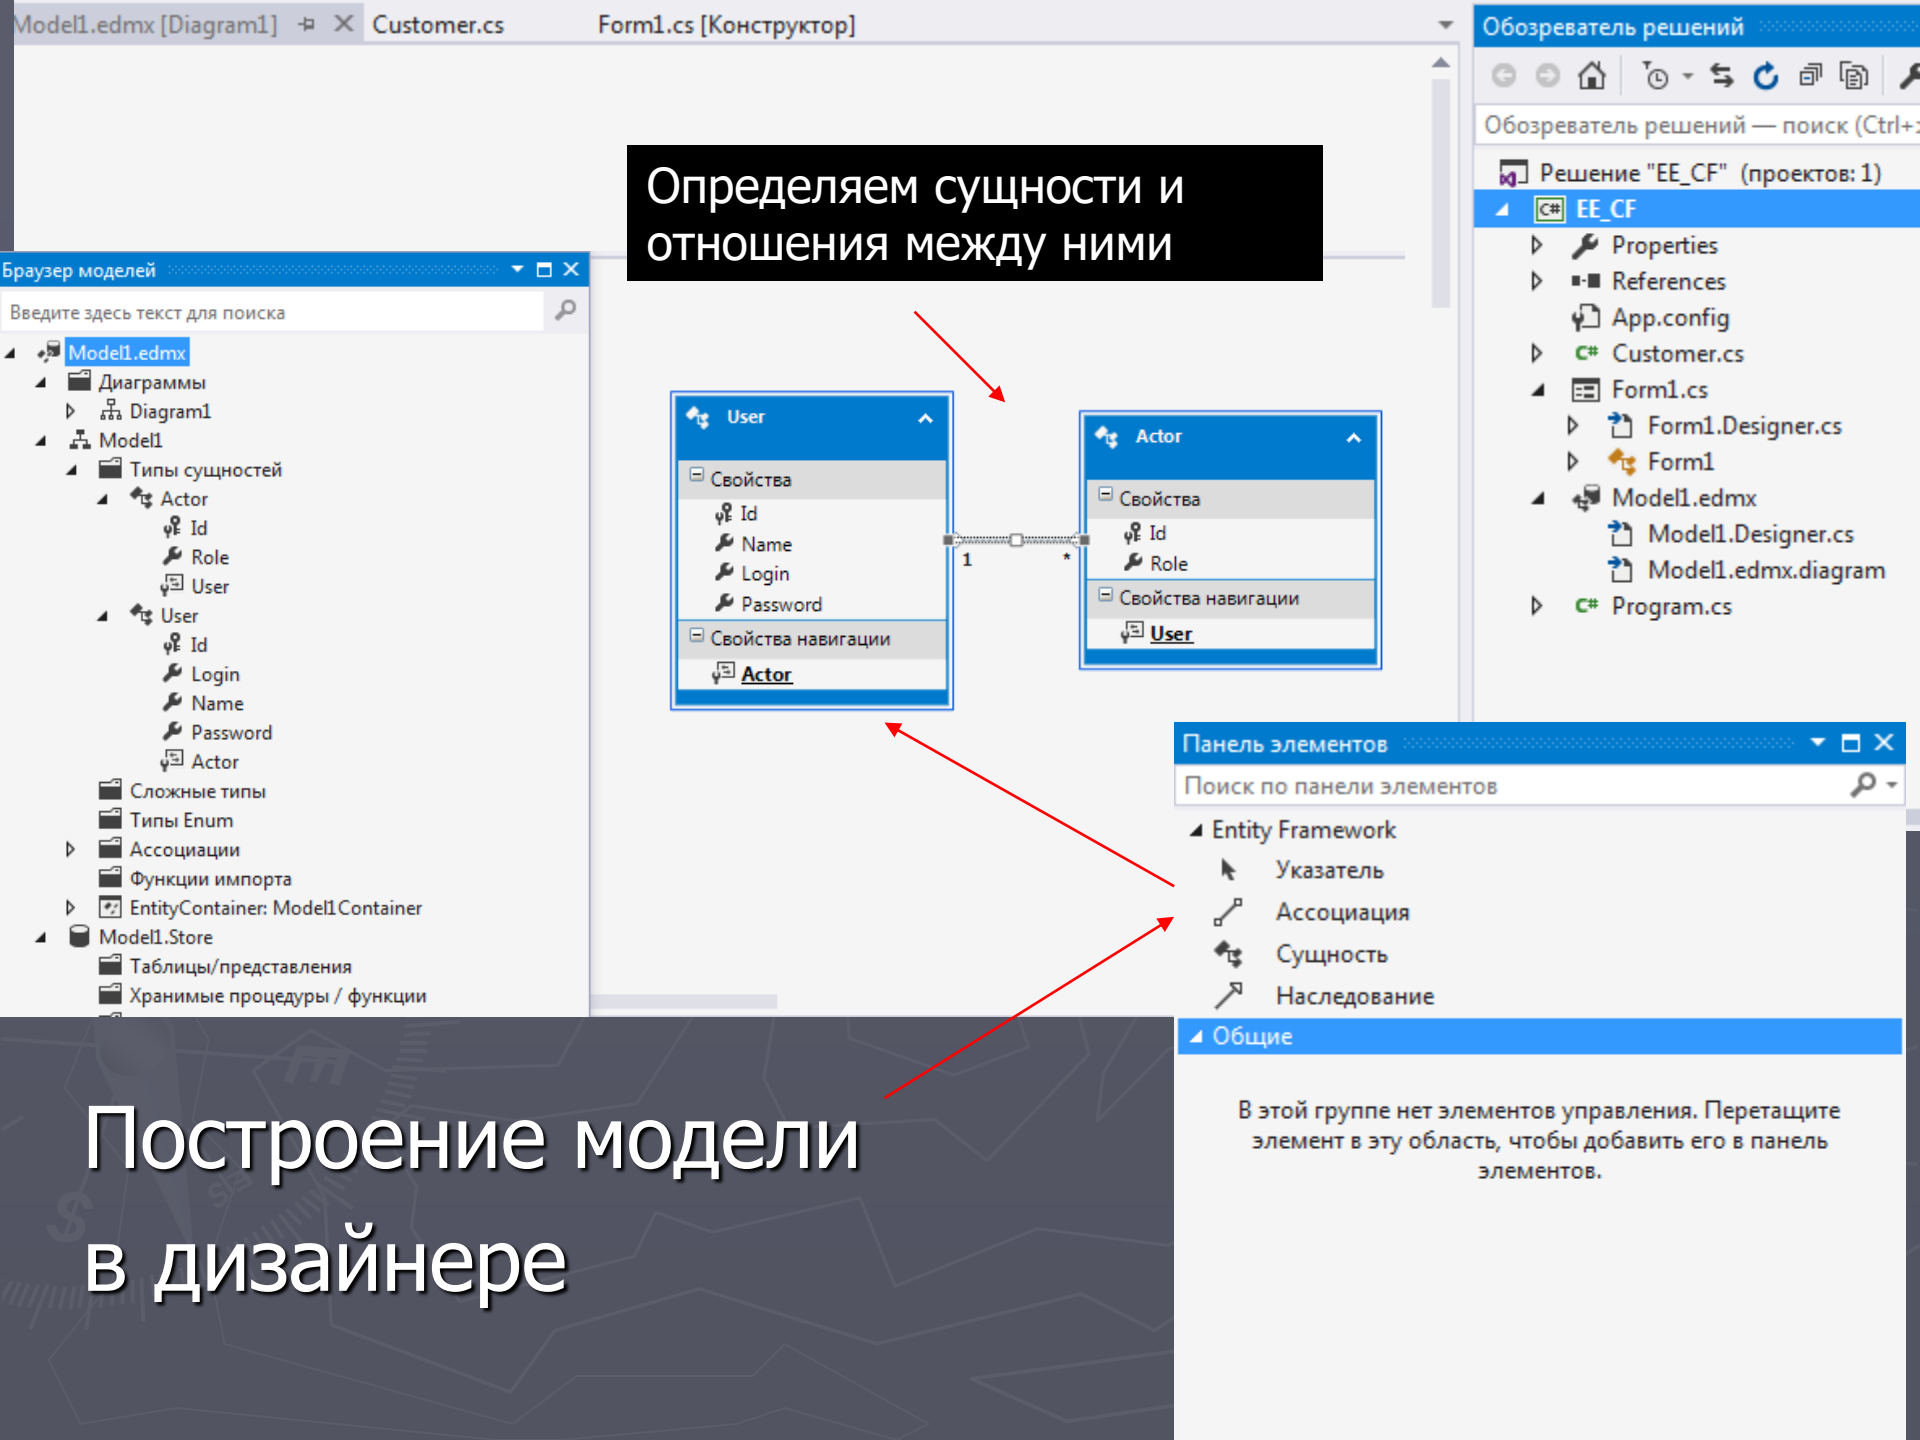 Model1.edmx [Diagram1]
Customer.cs
Form1.cs [Конструктор]
Определяем сущности и
отношения между ними
Браузер моделей
Введите здесь текст для поиска
Model1.edmx
Диаграммы
Diagram1
Model1
Типы сущностей
Actor
Id
Role
User
User
Id
Login
Name
Password
Actor
Сложные типы
Типы Enum
Ассоциации
Функции импорта
EntityContainer: Model1Container
Model1.Store
Таблицы/представления
Хранимые процедуры / функции
User
Свойства
Id
Name
Login
Password
Свойства навигации
Actor
1
*
Actor
Свойства
Id
Role
Свойства навигации
User
Обозреватель решений
Обозреватель решений — поиск (Ctrl+
Решение "EE_CF" (проектов: 1)
EE_CF
Properties
References
App.config
Customer.cs
Form1.cs
Form1.Designer.cs
Form1
Model1.edmx
Model1.Designer.cs
Model1.edmx.diagram
Program.cs
Панель элементов
Поиск по панели элементов
Entity Framework
Указатель
Ассоциация
Сущность
Наследование
Общие
В этой группе нет элементов управления. Перетащите
элемент в эту область, чтобы добавить его в панель
элементов.
Построение модели
в дизайнере